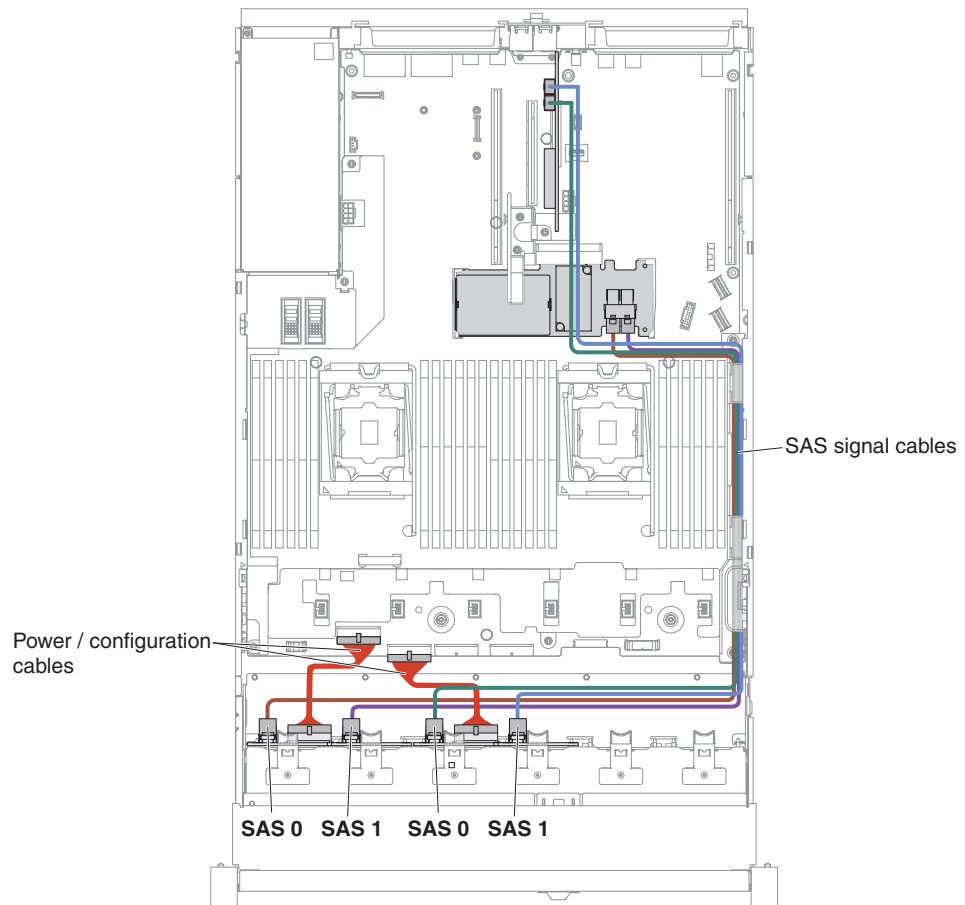 SAS signal cables
Power / configuration
cables
SAS 0 SAS 1 SAS 0 SAS 1